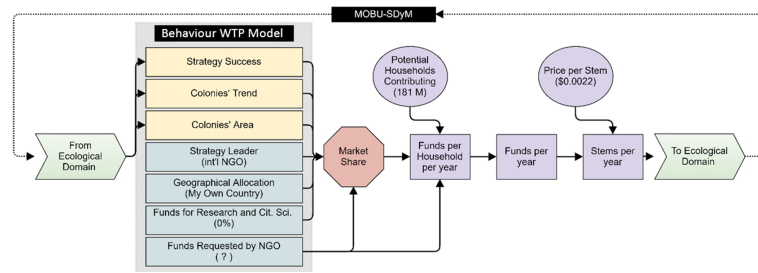 MOBU-SDyM
Behaviour WTP Model
Strategy Success
Colonies' Trend
Colonies' Area
Strategy Leader
(int'l NGO)
Geographical Allocation
(My Own Country)
Funds for Research and Cit. Sci.
(0%)
Funds Requested by NGO
( ? )
From
Ecological
Domain
Market
Share
Potential
Households
Contributing
(181 M)
Funds per
Household
per year
Funds per
year
Price per Stem
($0.0022)
Stems per
year
To Ecological
Domain